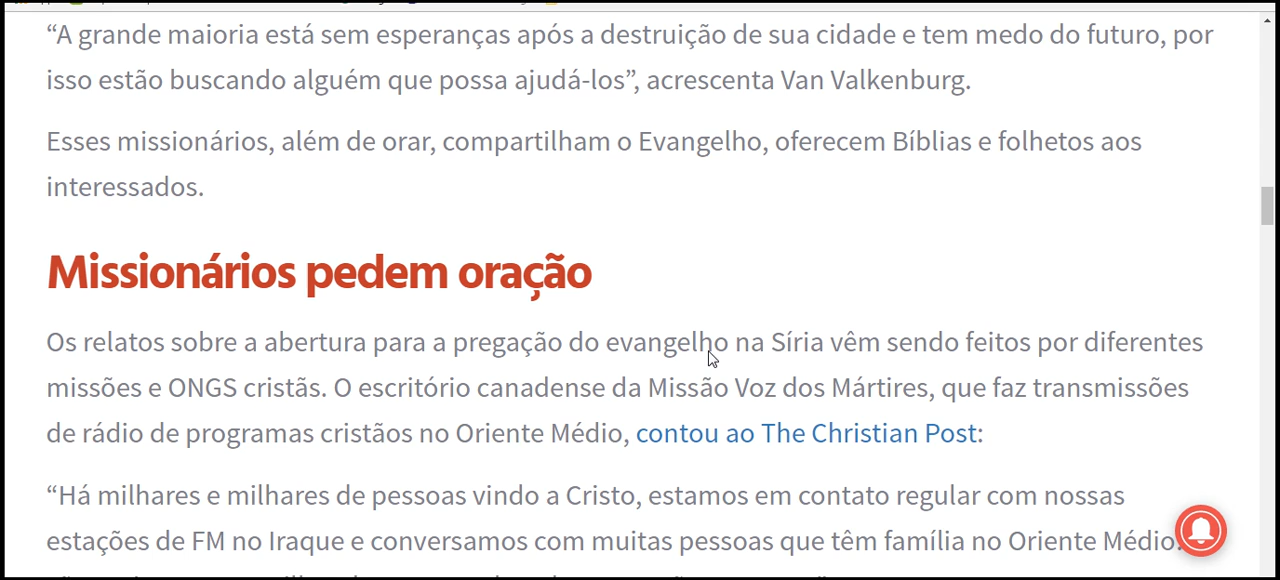 “A grande maioria está sem esperanças após a destruição de sua cidade e tem medo do futuro, por
isso estão buscando alguém que possa ajudá-los”, acrescenta Van Valkenburg.
Esses missionários, além de orar, compartilham o Evangelho, oferecem Bíblias e folhetos aos
interessados.
Missionários pedem oração
Os relatos sobre a abertura para a pregação do evangelho na Síria vêm sendo feitos por diferentes
missões e ONGS cristãs. O escritório canadense da Missão Voz dos Mártires, que faz transmissões
de rádio de programas cristãos no Oriente Médio, contou ao The Christian Post:
“Há milhares e milhares de pessoas vindo a Cristo, estamos em contato regular com nossas
estações de FM no Iraque e conversamos com muitas pessoas que têm família no Oriente Médio.